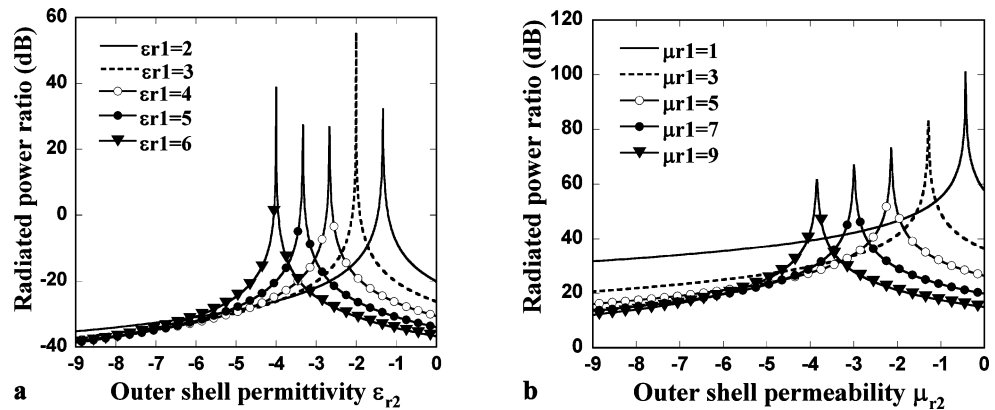 60
40
20
0
-20
-40
Radiated power ratio (dB)
εr1=2
εr1=3
εr1=4
εr1=5
εr1=6
-9 -8 -7 -6 -5 -4 -3 -2 -1 0
Outer shell permittivity εr2
a
120
100
80
60
40
20
0
Radiated power ratio (dB)
μr1=1
μr1=3
μr1=5
μr1=7
μr1=9
-9 -8 -7 -6 -5 -4 -3 -2 -1 0
Outer shell permeability μr2
b